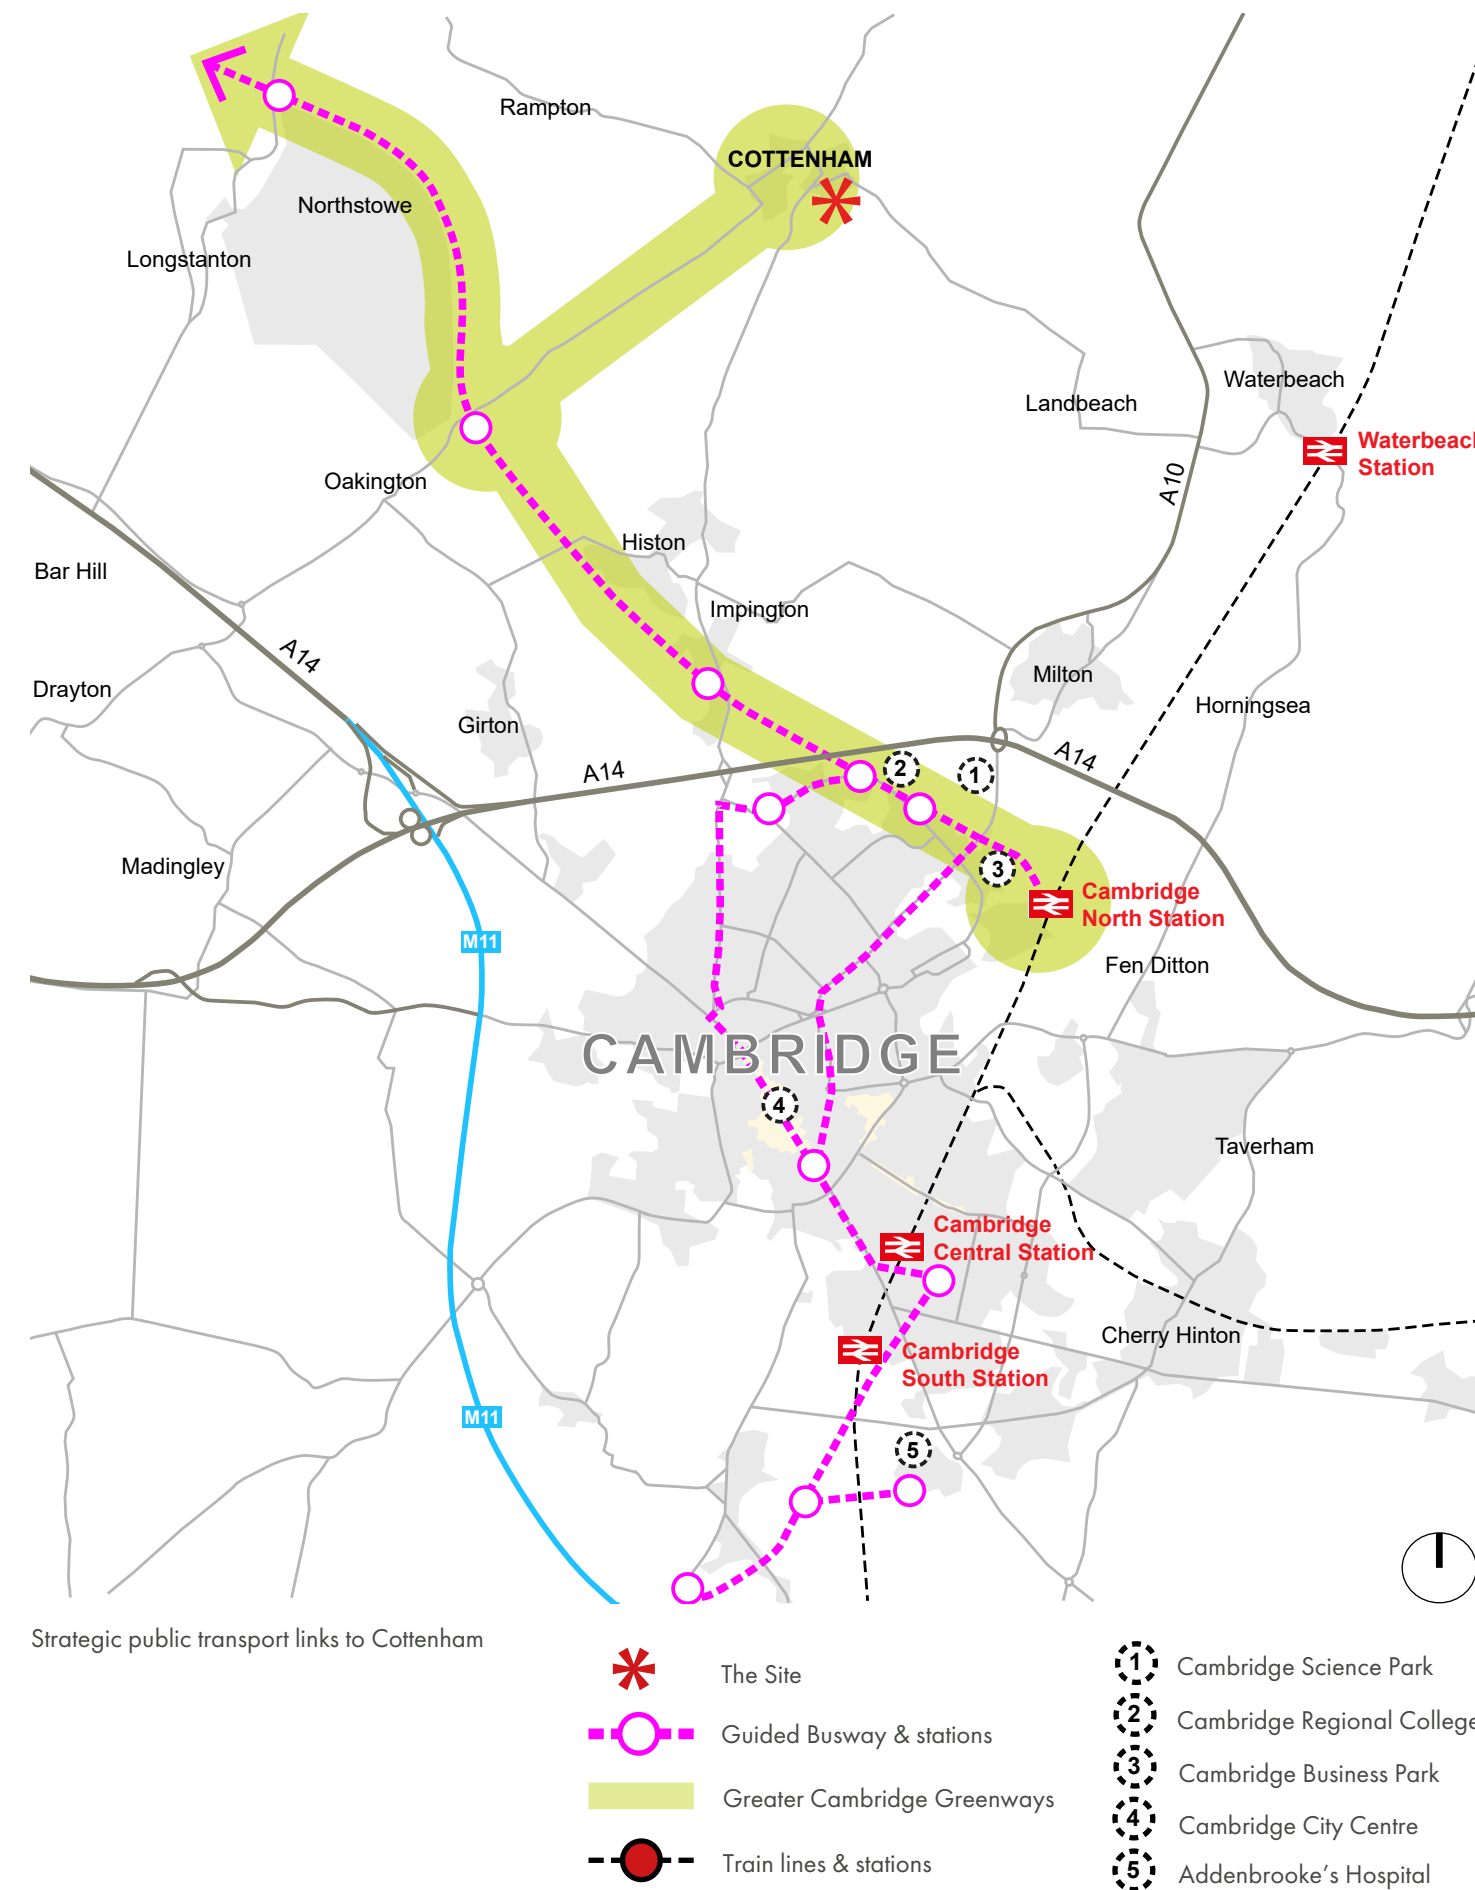 Rampton
COTTENHAM
Northstowe
Longstanton
Waterbeach
Landbeach
Waterbeach
Station
A10
Oakington
Histon
Bar Hill
Impington
A14
Milton
Drayton
Horningsea
Girton
A14
A14
2
1
Madingley
3
Cambridge
North Station
M11
Fen Ditton
CAMBRIDGE
4
Taverham
Cambridge
Central Station
Cherry Hinton
Cambridge
South Station
M11
5
Strategic public transport links to Cottenham
The Site
Guided Busway & stations
Greater Cambridge Greenways
Train lines & stations
1 Cambridge Science Park
2 Cambridge Regional College
3 Cambridge Business Park
4 Cambridge City Centre
5 Addenbrooke's Hospital